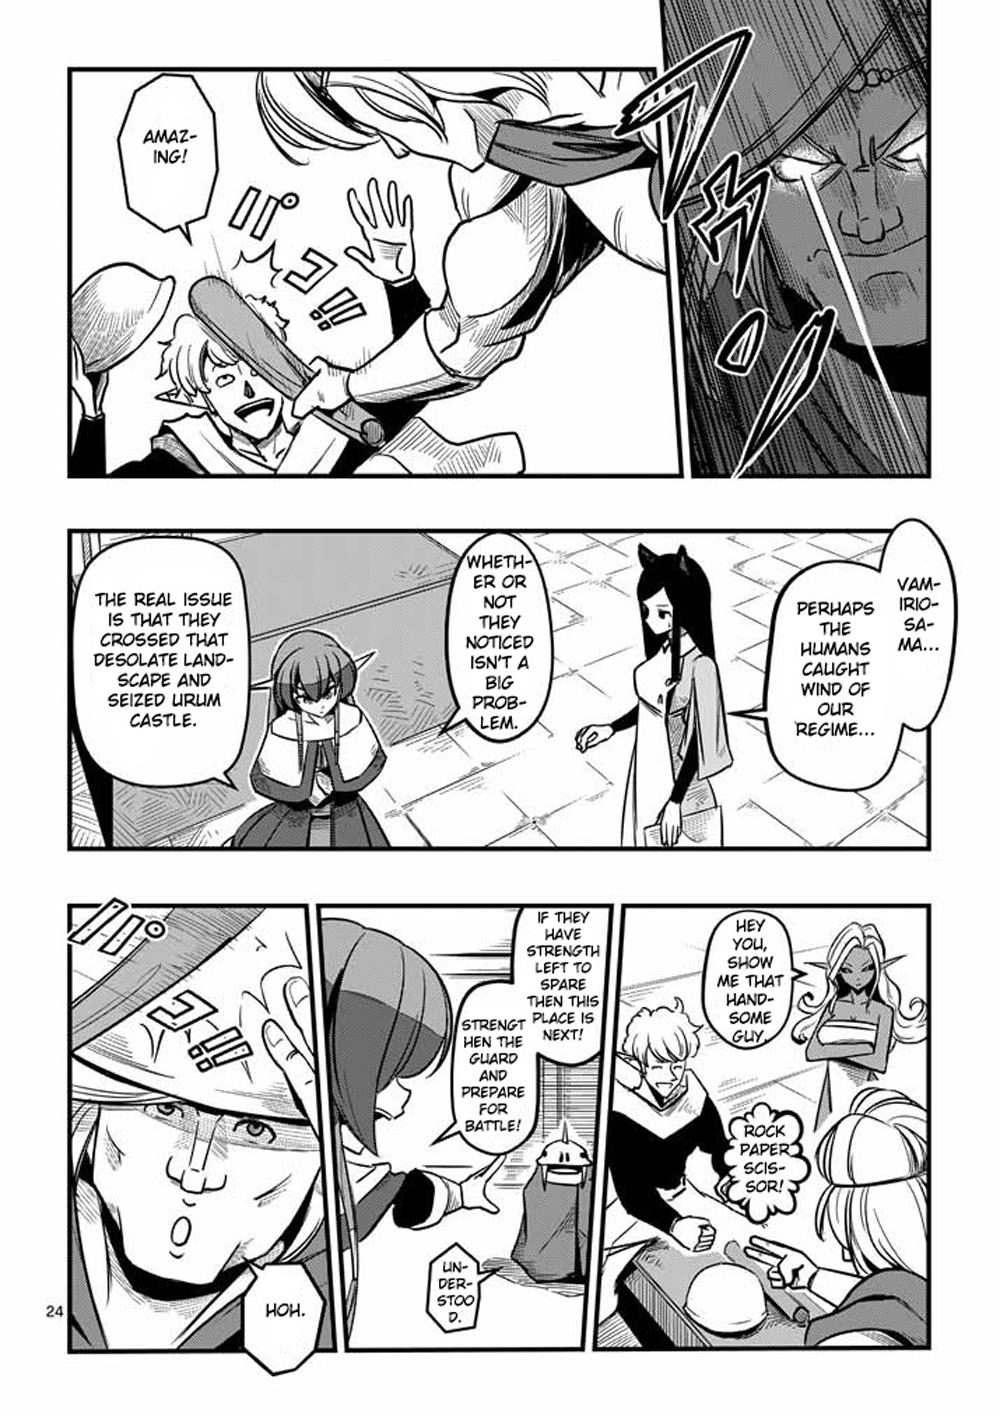 AMAZ-
ING!
パ
コ!!
VAM-
IRIO-
SA-
MA...
PERHAPS
THE
HUMANS
CAUGHT
WIND OF
OUR
REGIME...
WHETH-
ER OR
NOT
THEY
NOTICED
ISN'T A
BIG
PROB-
LEM.
THE REAL ISSUE
IS THAT THEY
CROSSED THAT
DESOLATE LAND-
SCAPE AND
SEIZED URUM
CASTLE.
HEY
YOU,
SHOW
ME THAT
HAND-
SOME
GUY.
ROCK
PAPER
SCIS-
SOR!
IF THEY
HAVE
STRENGTH
LEFT TO
SPARE
THEN THIS
PLACE IS
NEXT!
STRENGT
HEN THE
GUARD
AND
PREPARE
FOR
BATTLE!
UN-
DER-
STOO
D.
パ
コ!!
HOH.
24